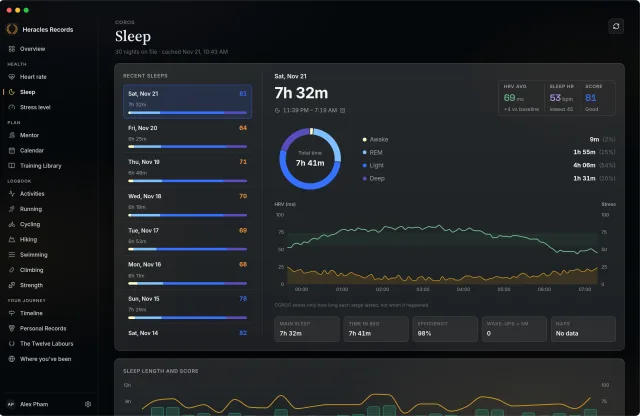 Heracles Records
Overview
HEALTH
Heart rate
Sleep
Stress level
PLAN
Mentor
Calendar
Training Library
LOGBOOK
Activities
Running
Cycling
Hiking
Swimming
Climbing
Strength
YOUR JOURNEY
Timeline
Personal Records
The Twelve Labours
Where you've been
AP Alex Pham
COROS
Sleep
30 nights on file · cached Nov 21, 10:43 AM
RECENT SLEEPS
Sat, Nov 21 81
7h 32m
Fri, Nov 20 64
6h 25m
Thu, Nov 19 71
Wed, Nov 18 70
6h 18m
Tue, Nov 17 69
6h 53m
Mon, Nov 16 68
6h 11m
Sun, Nov 15 78
Sat, Nov 14 82
Sat, Nov 21
7h 32m
11:39 PM – 7:19 AM
HRV AVG
69 ms
+4 vs baseline
SLEEP HR
53 bpm
lowest 45
SCORE
81
Good
Total time
7h 41m
Awake 9m (2%)
REM 1h 55m (25%)
Light 4h 06m (54%)
Deep 1h 31m (20%)
HRV (ms) Stress
100 100
75 75
50 50
25 25
0 0
00:00 01:00 02:00 03:00 04:00 05:00 06:00 07:00
COROS stores only how long each stage lasted, not when it happened.
MAIN SLEEP
7h 32m
TIME IN BED
7h 41m
EFFICIENCY
98%
WAKE-UPS > 5M
0
NAPS
No data
SLEEP LENGTH AND SCORE
12h 100
9h 75